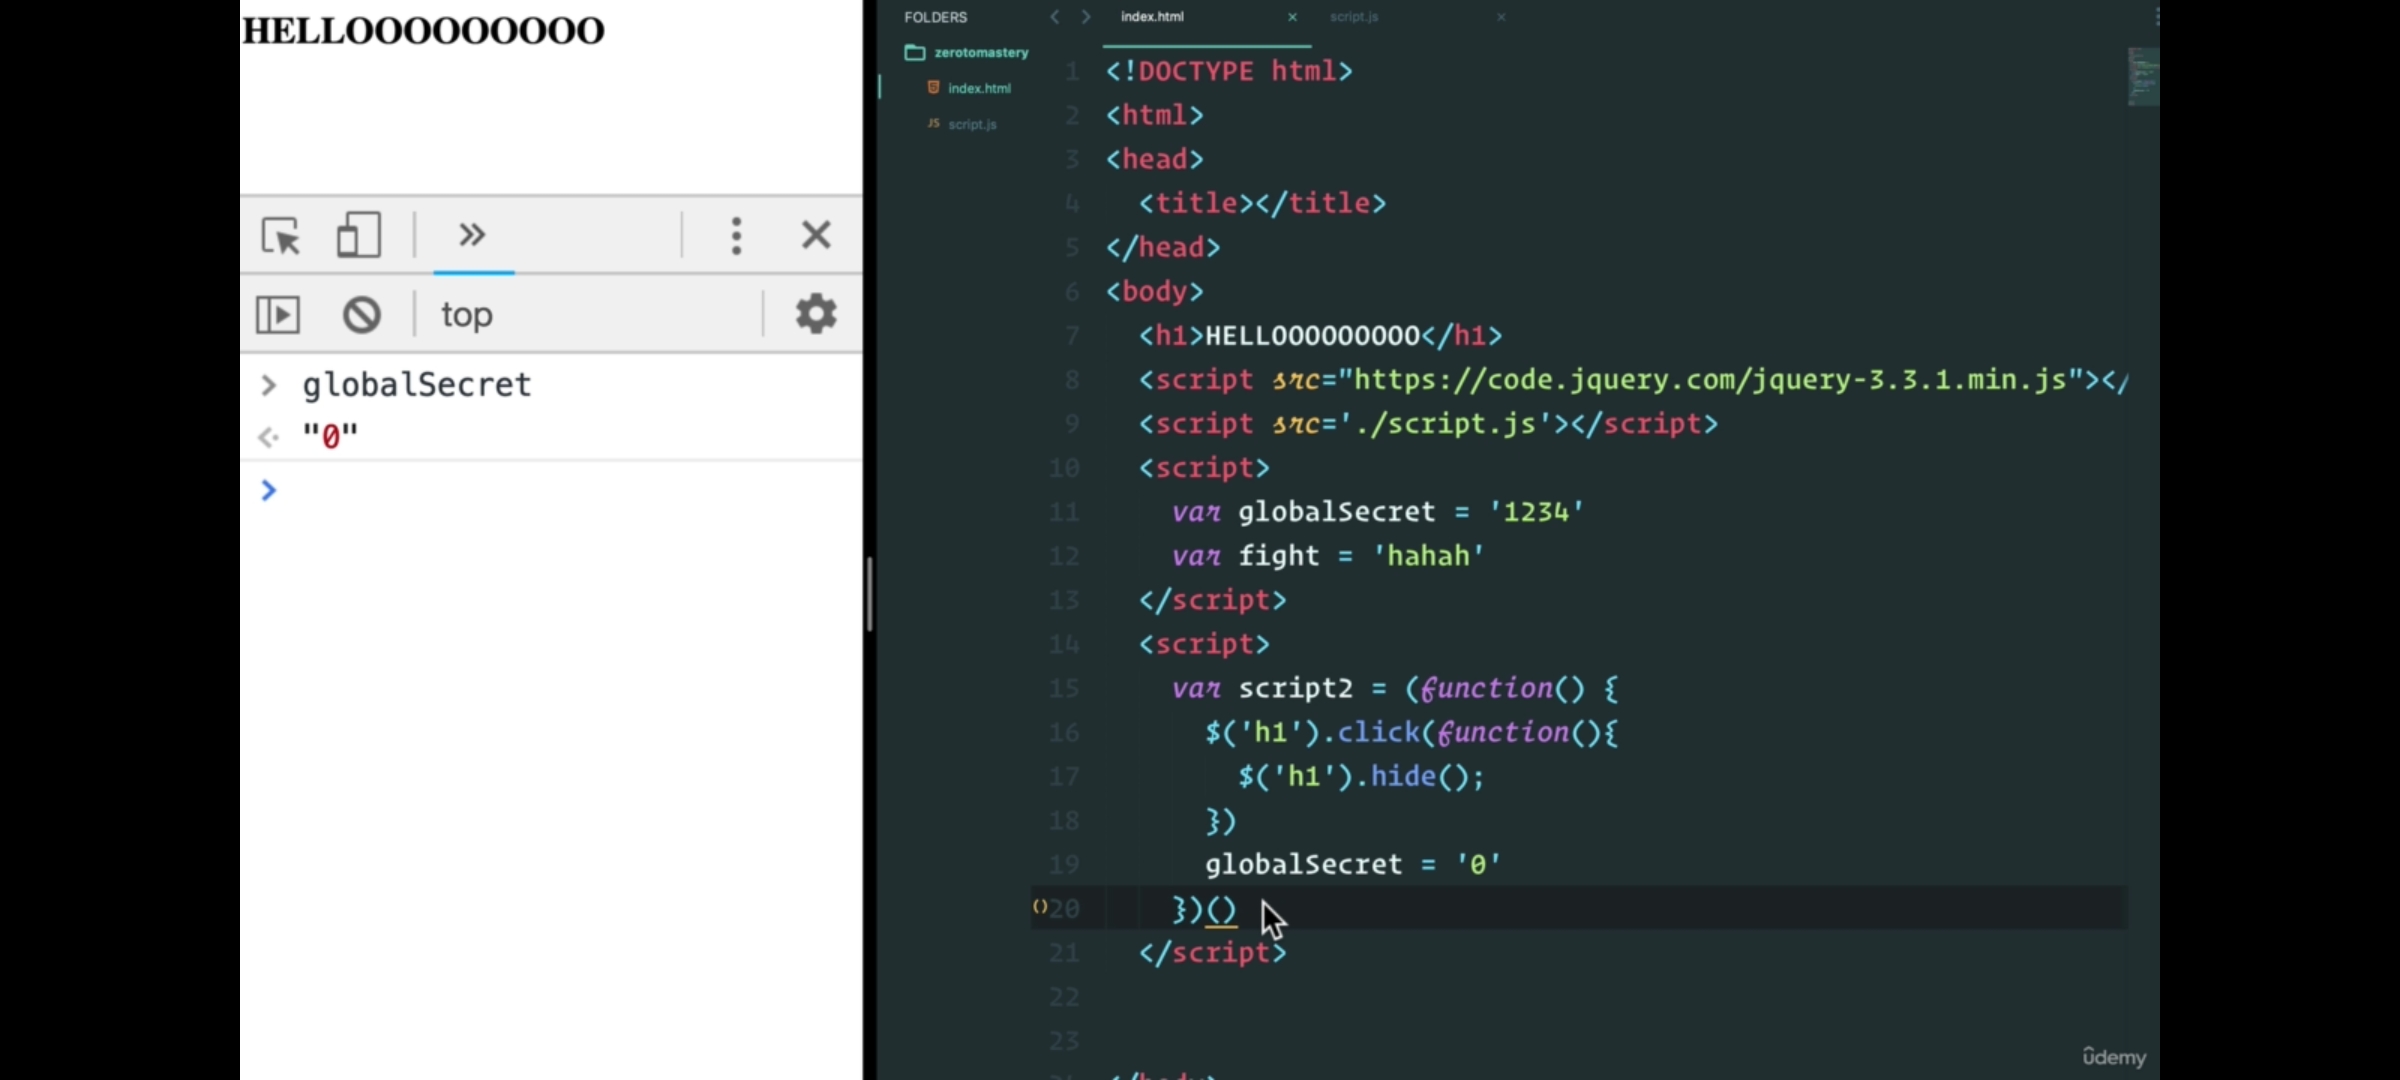 HELLOOOOOOOOO
top
globalSecret
"0"
FOLDERS
zerotomastery
index.html
JS script.js
index.html
script.js
1 <!DOCTYPE html>
2 <html>
3 <head>
4 <title></title>
5 </head>
6 <body>
7 <h1>HELLOOOOOOOOO</h1>
8 <script src="https://code.jquery.com/jquery-3.3.1.min.js"></
9 <script src='./script.js'></script>
10 <script>
11 var globalSecret = '1234'
12 var fight = 'hahah'
13 </script>
14 <script>
15 var script2 = (function() {
16 $('h1').click(function(){
17 $('h1').hide();
18 })
19 globalSecret = '0'
20 })()
21 </script>
22
23
udemy